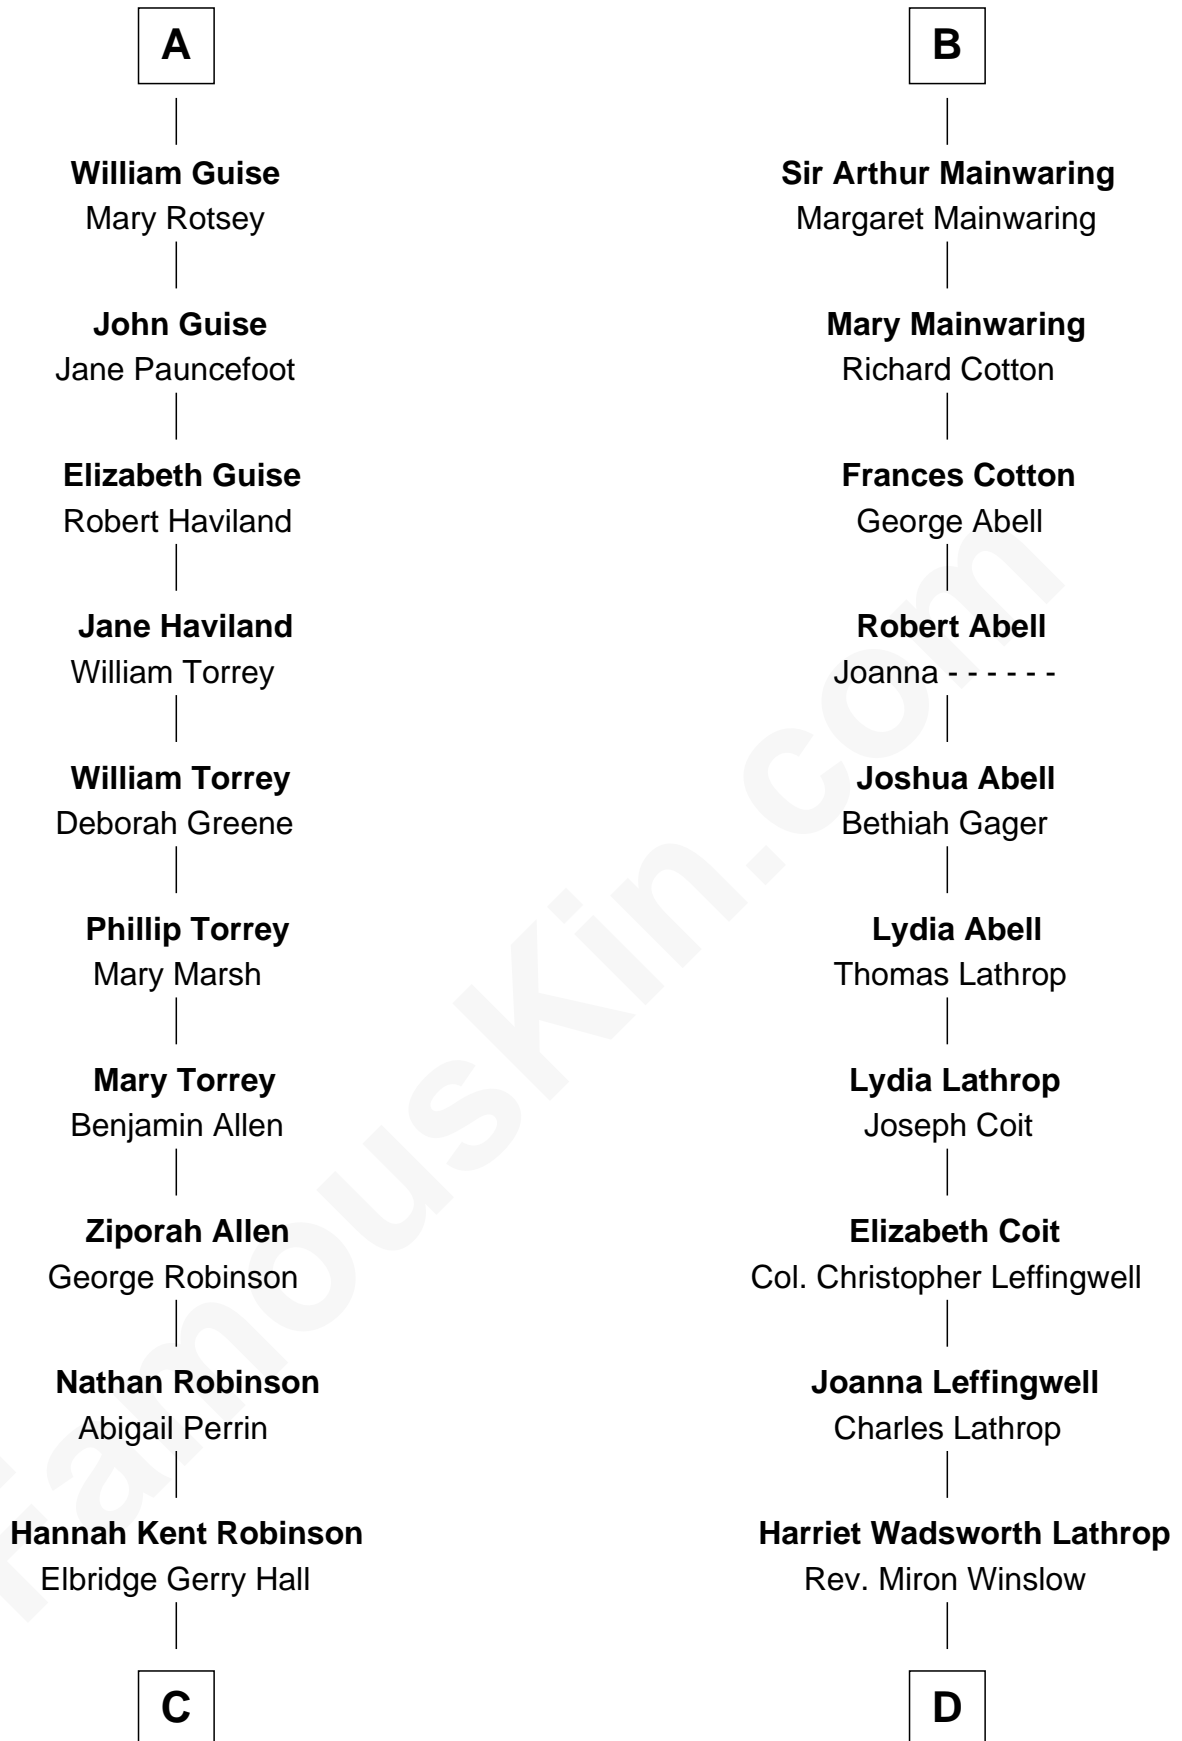 A
William Guise
Mary Rotsey
John Guise
Jane Pauncefoot
Elizabeth Guise
Robert Haviland
Jane Haviland
William Torrey
William Torrey
Deborah Greene
Phillip Torrey
Mary Marsh
Mary Torrey
Benjamin Allen
Ziporah Allen
George Robinson
Nathan Robinson
Abigail Perrin
Hannah Kent Robinson
Elbridge Gerry Hall
C
B
Sir Arthur Mainwaring
Margaret Mainwaring
Mary Mainwaring
Richard Cotton
Frances Cotton
George Abell
Robert Abell
Joanna - - - - - -
Joshua Abell
Bethiah Gager
Lydia Abell
Thomas Lathrop
Lydia Lathrop
Joseph Coit
Elizabeth Coit
Col. Christopher Leffingwell
Joanna Leffingwell
Charles Lathrop
Harriet Wadsworth Lathrop
Rev. Miron Winslow
D
FamousKin.com